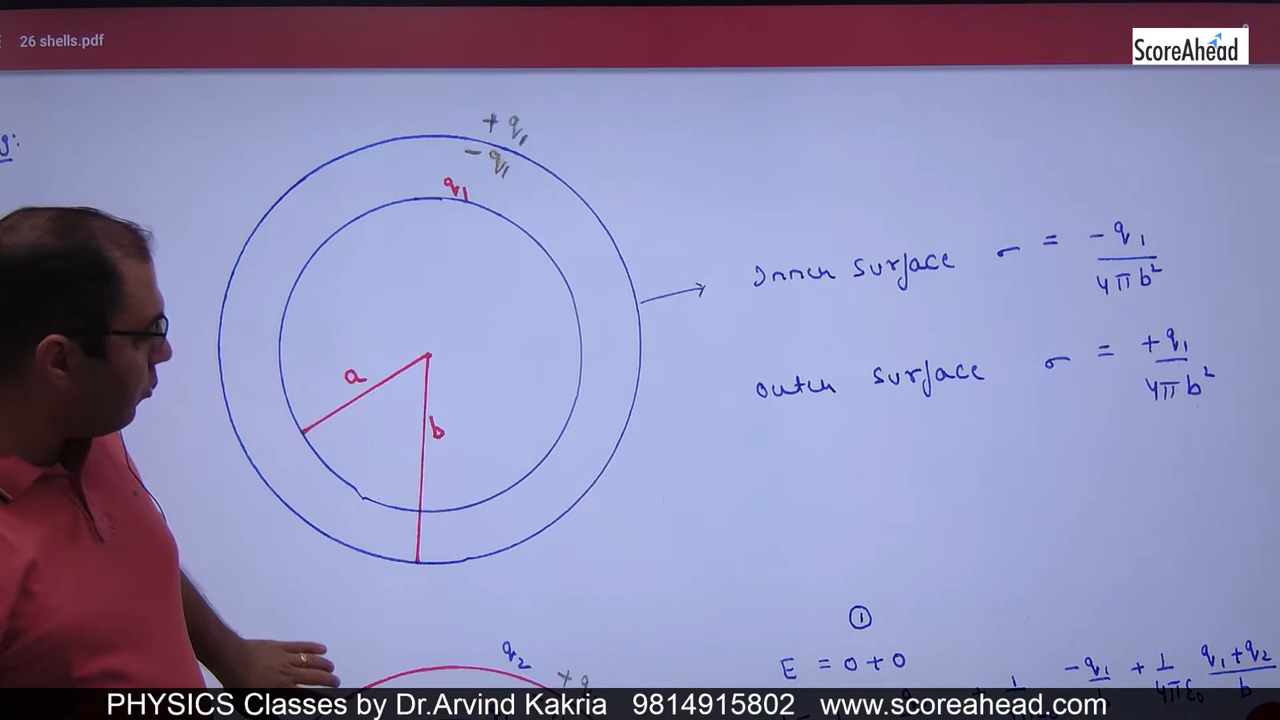 26 shells.pdf
ScoreAhead
+ q₁
- q₁
q₁
Inner surface σ = -q₁ / 4πb²
a
outer surface σ = +q₁ / 4πb²
b
①
q₂
E = 0 + 0
-q₁ + 1/4πε₀ q₁+q₂/b
PHYSICS Classes by Dr.Arvind Kakria 9814915802 www.scoreahead.com